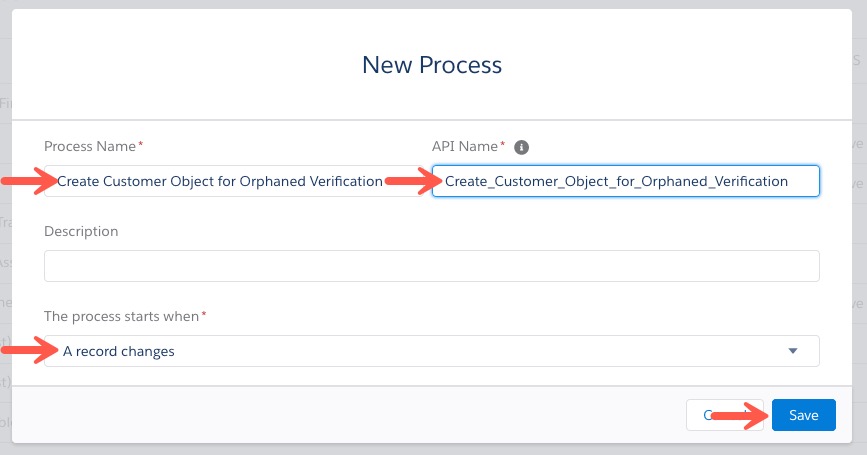 New Process
Process Name*
API Name*
Create Customer Object for Orphaned Verification
Create_Customer_Object_for_Orphaned_Verification
Description
The process starts when*
A record changes
Save